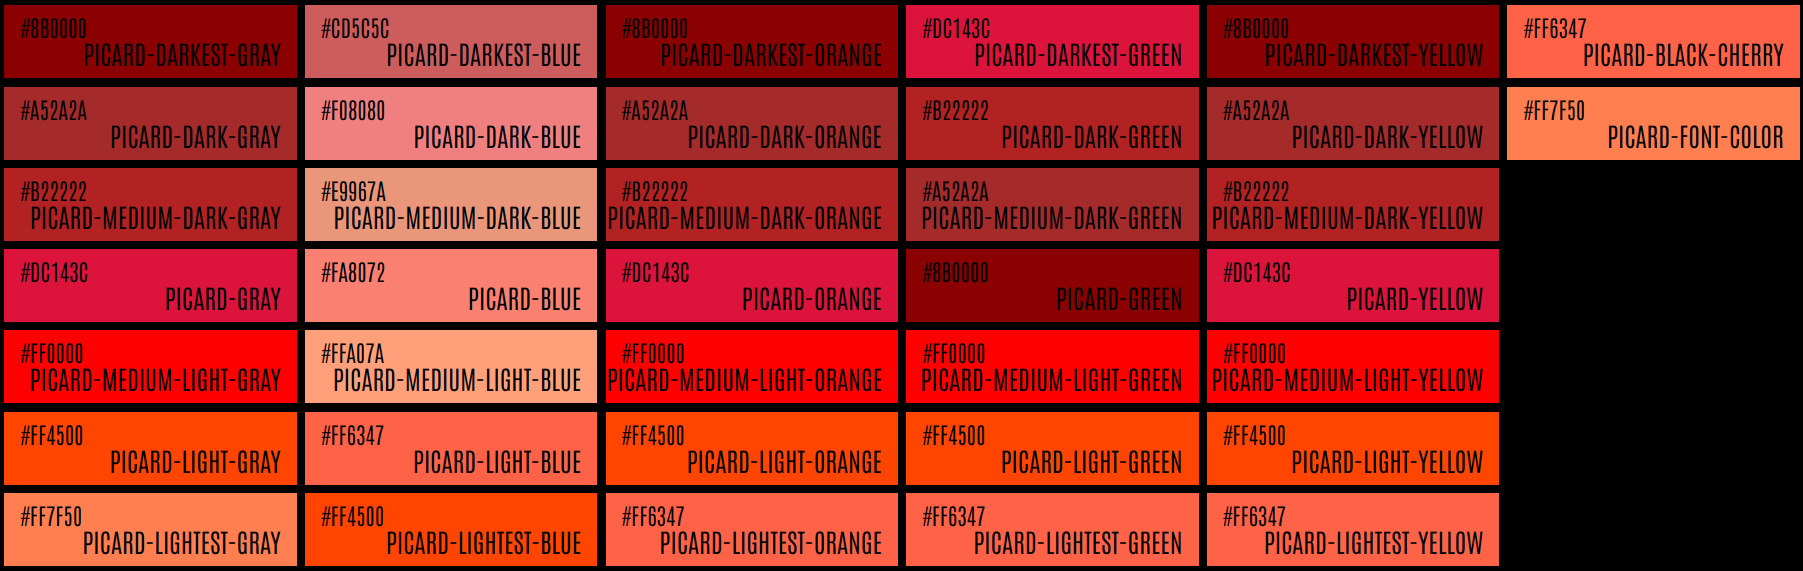 #8B0000
PICARD-DARKEST-GRAY
#CD5C5C
PICARD-DARKEST-BLUE
#8B0000
PICARD-DARKEST-ORANGE
#DC143C
PICARD-DARKEST-GREEN
#8B0000
PICARD-DARKEST-YELLOW
#FF6347
PICARD-BLACK-CHERRY
#A52A2A
PICARD-DARK-GRAY
#F08080
PICARD-DARK-BLUE
#A52A2A
PICARD-DARK-ORANGE
#B22222
PICARD-DARK-GREEN
#A52A2A
PICARD-DARK-YELLOW
#FF7F50
PICARD-FONT-COLOR
#B22222
PICARD-MEDIUM-DARK-GRAY
#E9967A
PICARD-MEDIUM-DARK-BLUE
#B22222
PICARD-MEDIUM-DARK-ORANGE
#A52A2A
PICARD-MEDIUM-DARK-GREEN
#B22222
PICARD-MEDIUM-DARK-YELLOW
#DC143C
PICARD-GRAY
#FA8072
PICARD-BLUE
#DC143C
PICARD-ORANGE
#8B0000
PICARD-GREEN
#DC143C
PICARD-YELLOW
#FF0000
PICARD-MEDIUM-LIGHT-GRAY
#FFA07A
PICARD-MEDIUM-LIGHT-BLUE
#FF0000
PICARD-MEDIUM-LIGHT-ORANGE
#FF0000
PICARD-MEDIUM-LIGHT-GREEN
#FF0000
PICARD-MEDIUM-LIGHT-YELLOW
#FF4500
PICARD-LIGHT-GRAY
#FF6347
PICARD-LIGHT-BLUE
#FF4500
PICARD-LIGHT-ORANGE
#FF4500
PICARD-LIGHT-GREEN
#FF4500
PICARD-LIGHT-YELLOW
#FF7F50
PICARD-LIGHTEST-GRAY
#FF4500
PICARD-LIGHTEST-BLUE
#FF6347
PICARD-LIGHTEST-ORANGE
#FF6347
PICARD-LIGHTEST-GREEN
#FF6347
PICARD-LIGHTEST-YELLOW